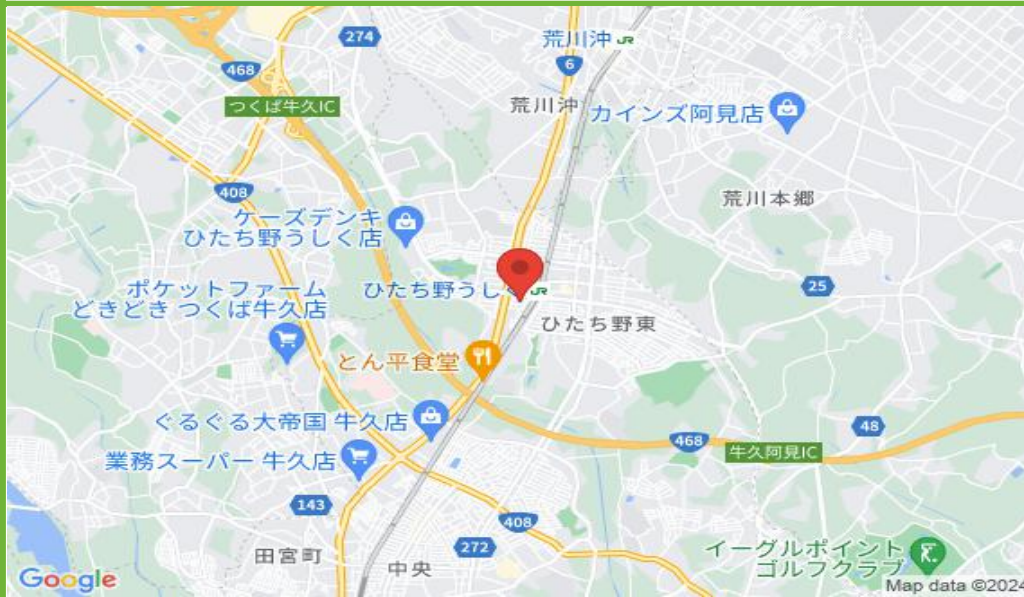 274
荒川沖 JR
6
468
つくば牛久IC
荒川沖
カインズ阿見店
408
荒川本郷
ケーズデンキ
ひたち野うしく店
ポケットファーム
どきどき つくば牛久店
ひたち野うし
JR
25
ひたち野東
とん平食堂
ぐるぐる大帝国 牛久店
48
468
牛久阿見IC
業務スーパー 牛久店
143
408
272
田宮町
中央
イーグルポイント
ゴルフクラブ
Google
Map data ©2024